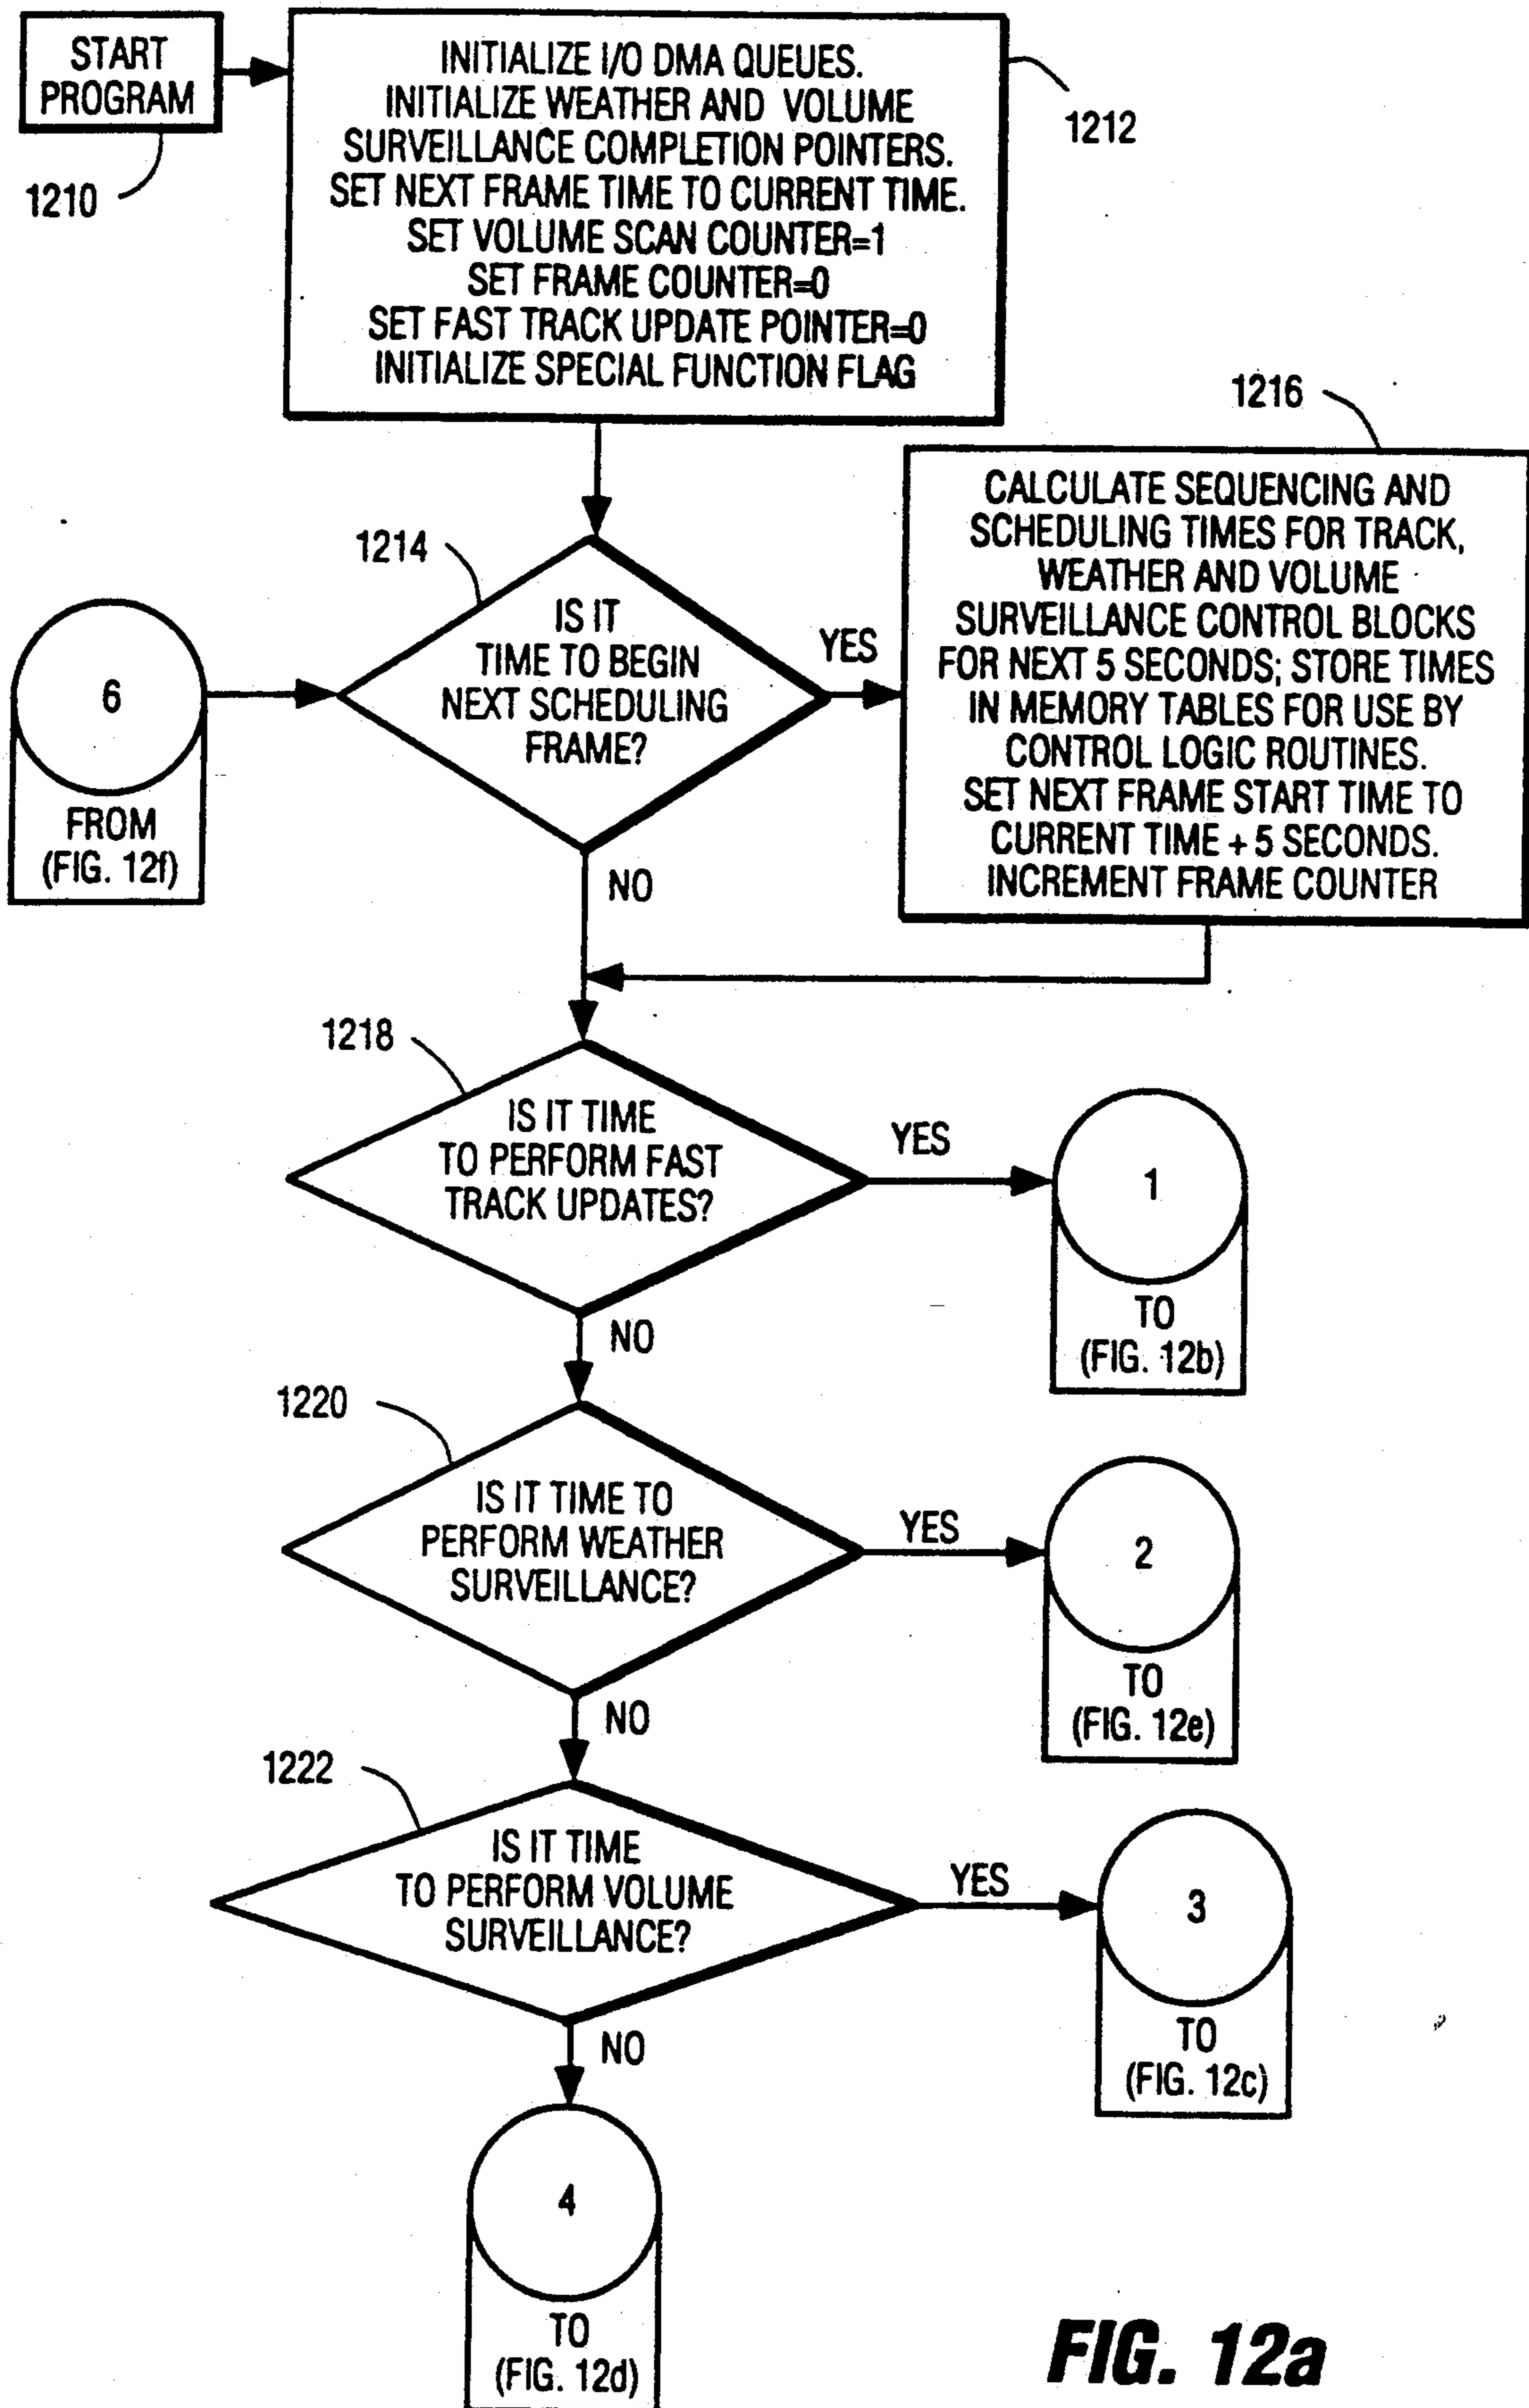 START
PROGRAM
1210
INITIALIZE I/O DMA QUEUES.
INITIALIZE WEATHER AND VOLUME
SURVEILLANCE COMPLETION POINTERS.
SET NEXT FRAME TIME TO CURRENT TIME.
SET VOLUME SCAN COUNTER=1
SET FRAME COUNTER=0
SET FAST TRACK UPDATE POINTER=0
INITIALIZE SPECIAL FUNCTION FLAG
1212
1214
IS IT
TIME TO BEGIN
NEXT SCHEDULING
FRAME?
YES
NO
6
FROM
(FIG. 12f)
1216
CALCULATE SEQUENCING AND
SCHEDULING TIMES FOR TRACK,
WEATHER AND VOLUME
SURVEILLANCE CONTROL BLOCKS
FOR NEXT 5 SECONDS; STORE TIMES
IN MEMORY TABLES FOR USE BY
CONTROL LOGIC ROUTINES.
SET NEXT FRAME START TIME TO
CURRENT TIME + 5 SECONDS.
INCREMENT FRAME COUNTER
1218
IS IT TIME
TO PERFORM FAST
TRACK UPDATES?
YES
NO
1
TO
(FIG. 12b)
1220
IS IT TIME TO
PERFORM WEATHER
SURVEILLANCE?
YES
NO
2
TO
(FIG. 12e)
1222
IS IT TIME
TO PERFORM VOLUME
SURVEILLANCE?
YES
NO
3
TO
(FIG. 12c)
4
TO
(FIG. 12d)
FIG. 12a